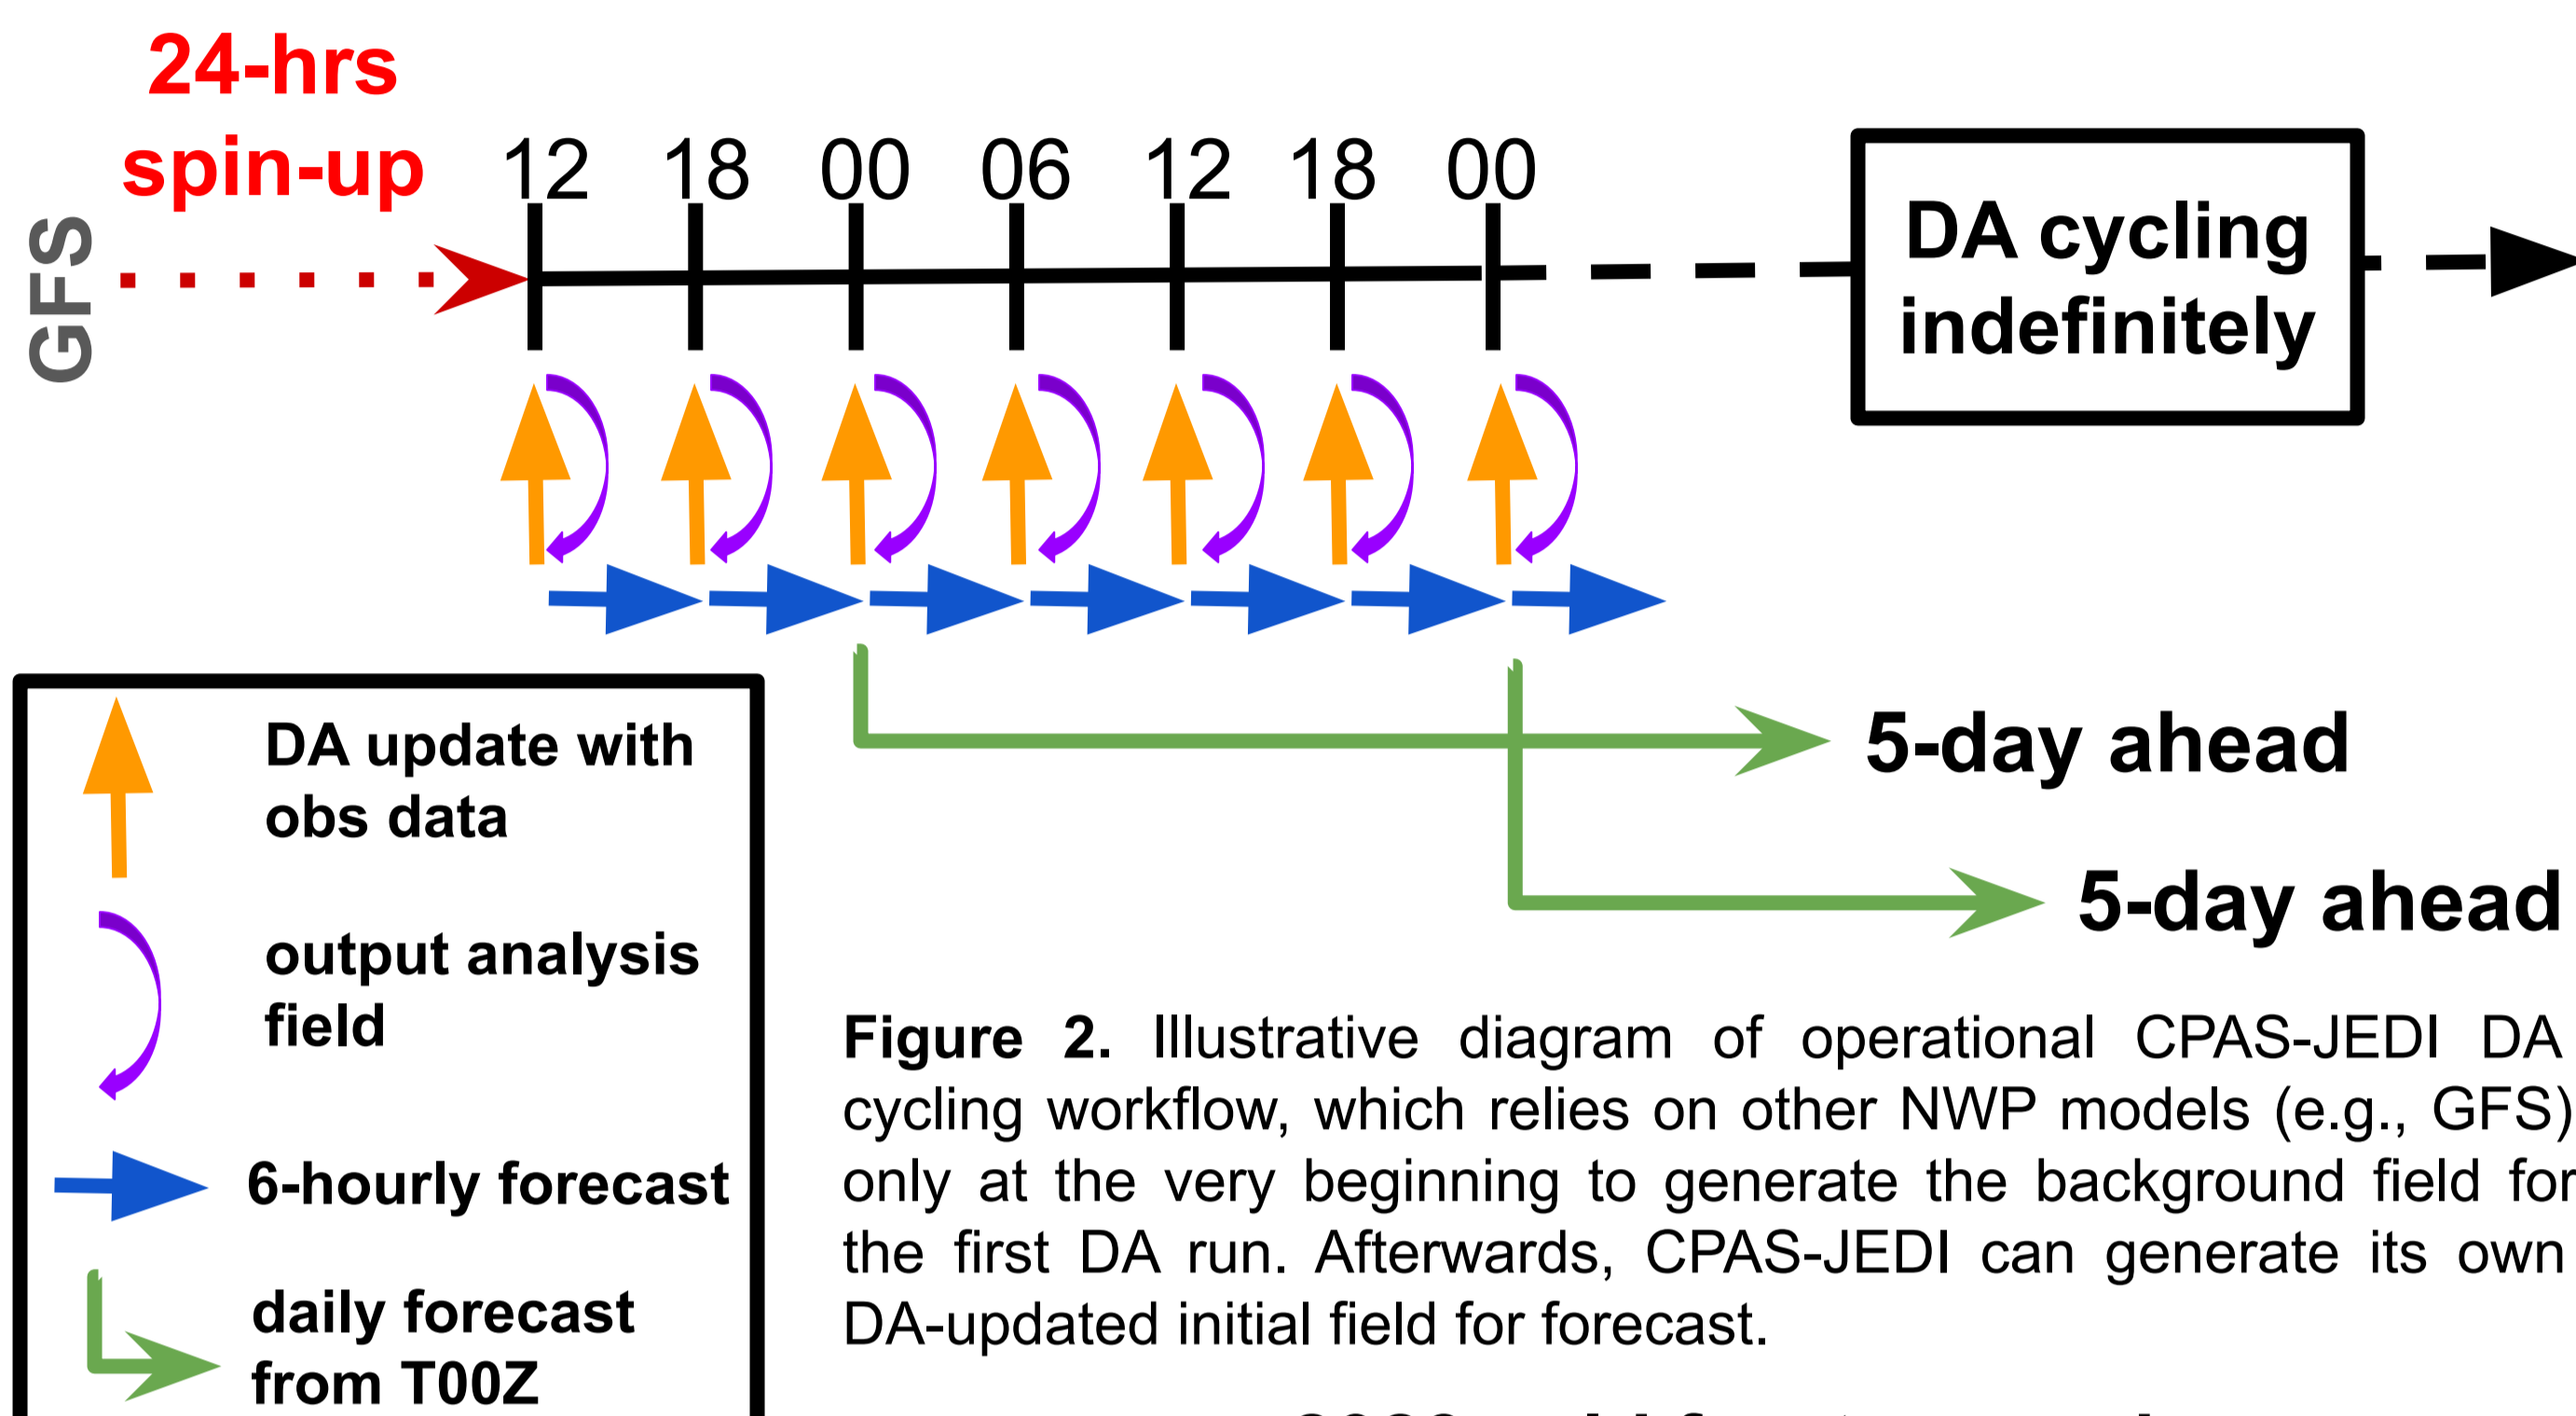 24-hrs
spin-up
GFS
12 18 00 06 12 18 00
DA cycling
indefinitely
5-day ahead
5-day ahead
DA update with
obs data
output analysis
field
6-hourly forecast
daily forecast
from T00Z
Figure 2. Illustrative diagram of operational CPAS-JEDI DA
cycling workflow, which relies on other NWP models (e.g., GFS)
only at the very beginning to generate the background field for
the first DA run. Afterwards, CPAS-JEDI can generate its own
DA-updated initial field for forecast.